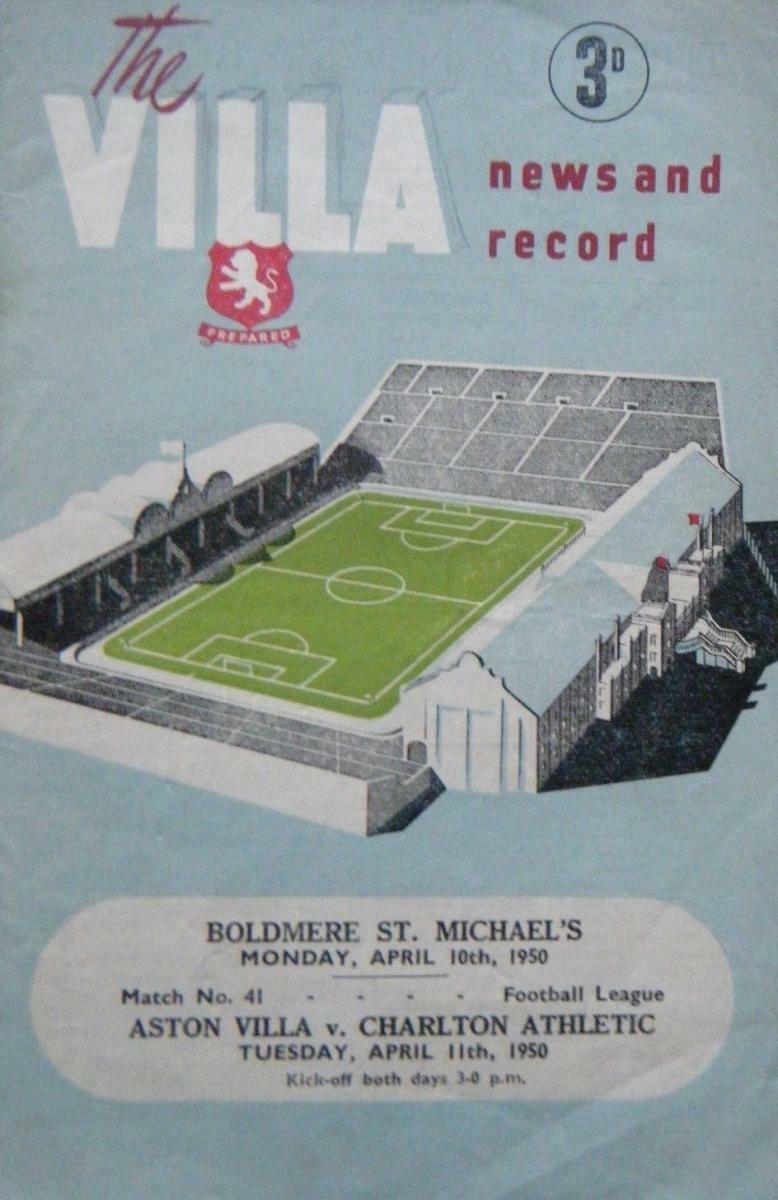 The
VILLA
3D
news and
record
PREPARED
BOLDMERE ST. MICHAEL'S
MONDAY, APRIL 10th, 1950
Match No. 41 - - - - Football League
ASTON VILLA v. CHARLTON ATHLETIC
TUESDAY, APRIL 11th, 1950
Kick-off both days 3-0 p.m.